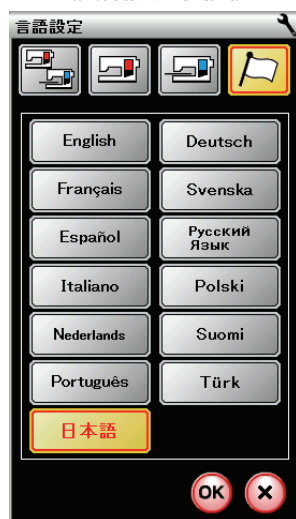 言語設定
English
Deutsch
Français
Svenska
Español
Русский
Язык
Italiano
Polski
Nederlands
Suomi
Português
Türk
日本語
OK